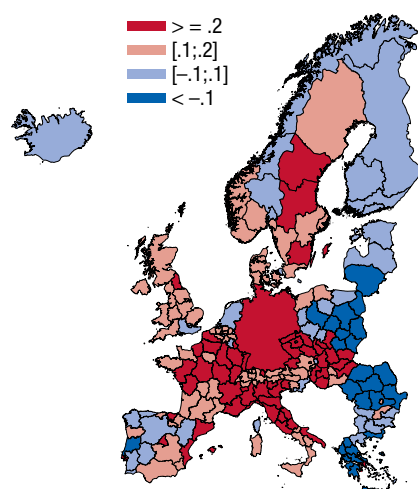 > = .2
[.1;.2]
[–.1;.1]
< –.1